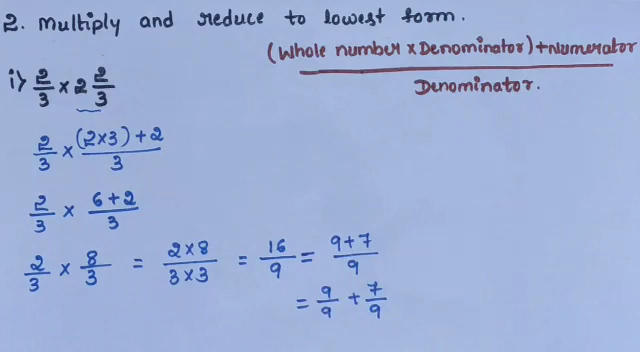 2. Multiply and reduce to lowest form.
(Whole number x Denominator) + Numerator
Denominator.
i) 2/3 x 2 2/3
2/3 x (2x3) + 2 / 3
2/3 x 6+2 / 3
2/3 x 8/3 = 2x8 / 3x3 = 16/9 = 9+7 / 9
= 9/9 + 7/9